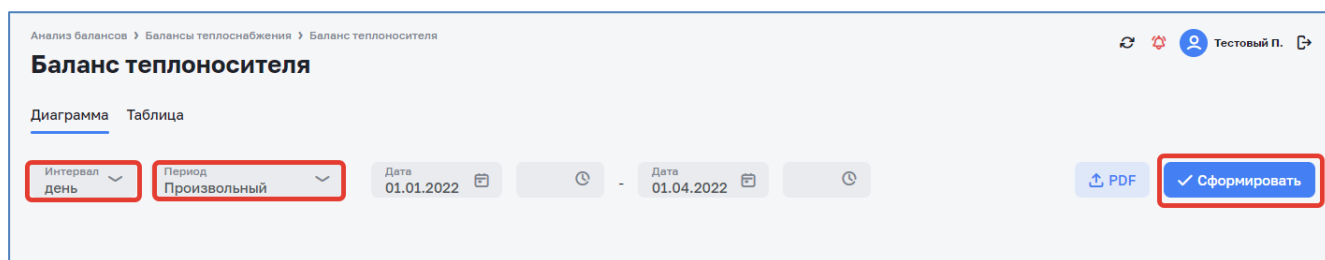 Анализ балансов > Балансы теплоснабжения > Баланс теплоносителя
Баланс теплоносителя
Тестовый П.
Диаграмма Таблица
Интервал
день
Период
Произвольный
Дата
01.01.2022
-
Дата
01.04.2022
PDF
Сформировать